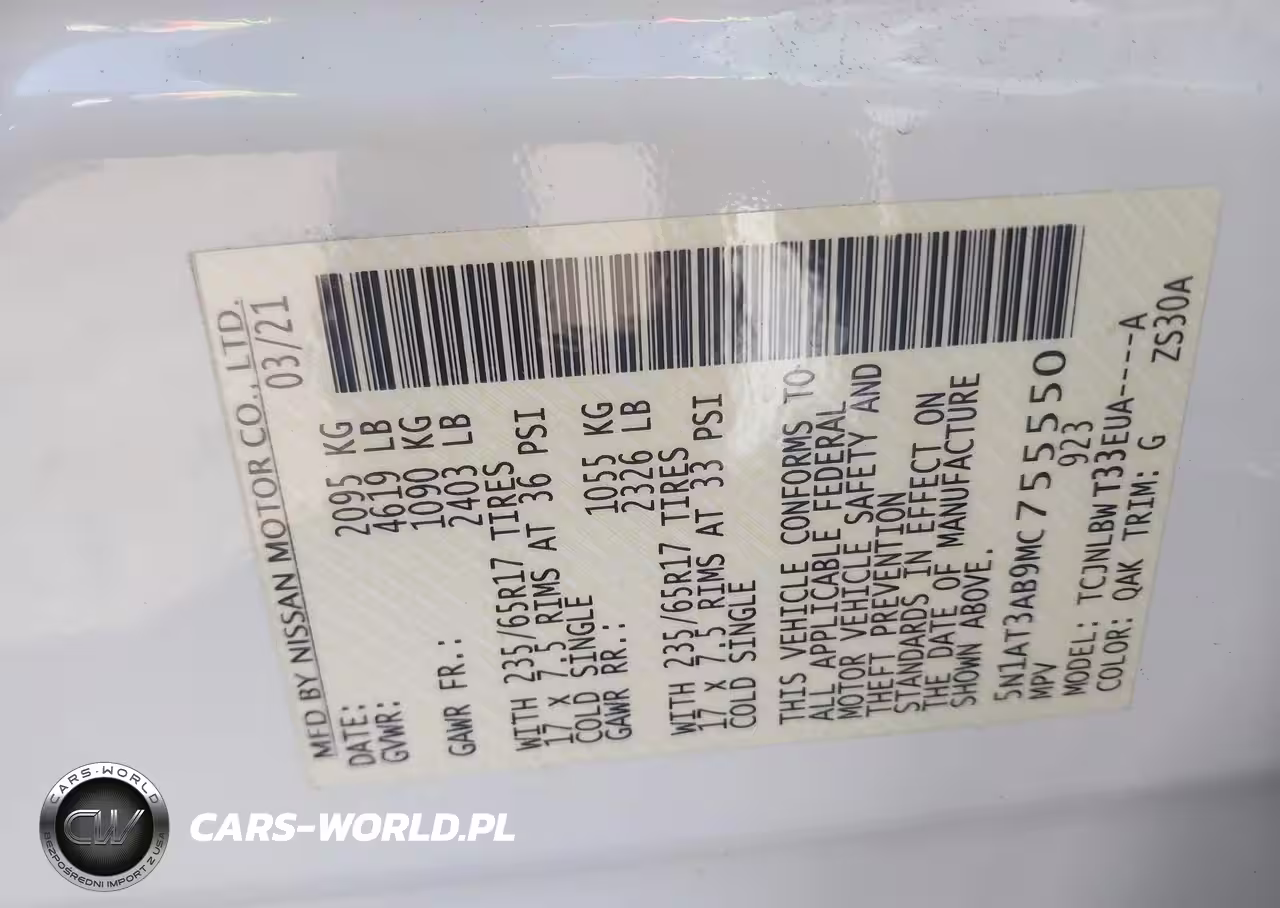 MFD BY NISSAN MOTOR CO., LTD.
DATE: 03/21
GVWR: 2095 KG
4619 LB
GAWR FR.: 1090 KG
2403 LB
WITH 235/65R17 TIRES
17 X 7.5 RIMS AT 36 PSI
COLD SINGLE
GAWR RR.: 1055 KG
2326 LB
WITH 235/65R17 TIRES
17 X 7.5 RIMS AT 33 PSI
COLD SINGLE
THIS VEHICLE CONFORMS TO
ALL APPLICABLE FEDERAL
MOTOR VEHICLE SAFETY AND
THEFT PREVENTION
STANDARDS IN EFFECT ON
THE DATE OF MANUFACTURE
SHOWN ABOVE.
5N1AT3AB9MC755550
MPV 923
MODEL: TCJNLBWT33EUA----A
COLOR: QAK TRIM: G ZS30A
CARS-WORLD
CW
BEZPOŚREDNI IMPORT Z USA
CARS-WORLD.PL